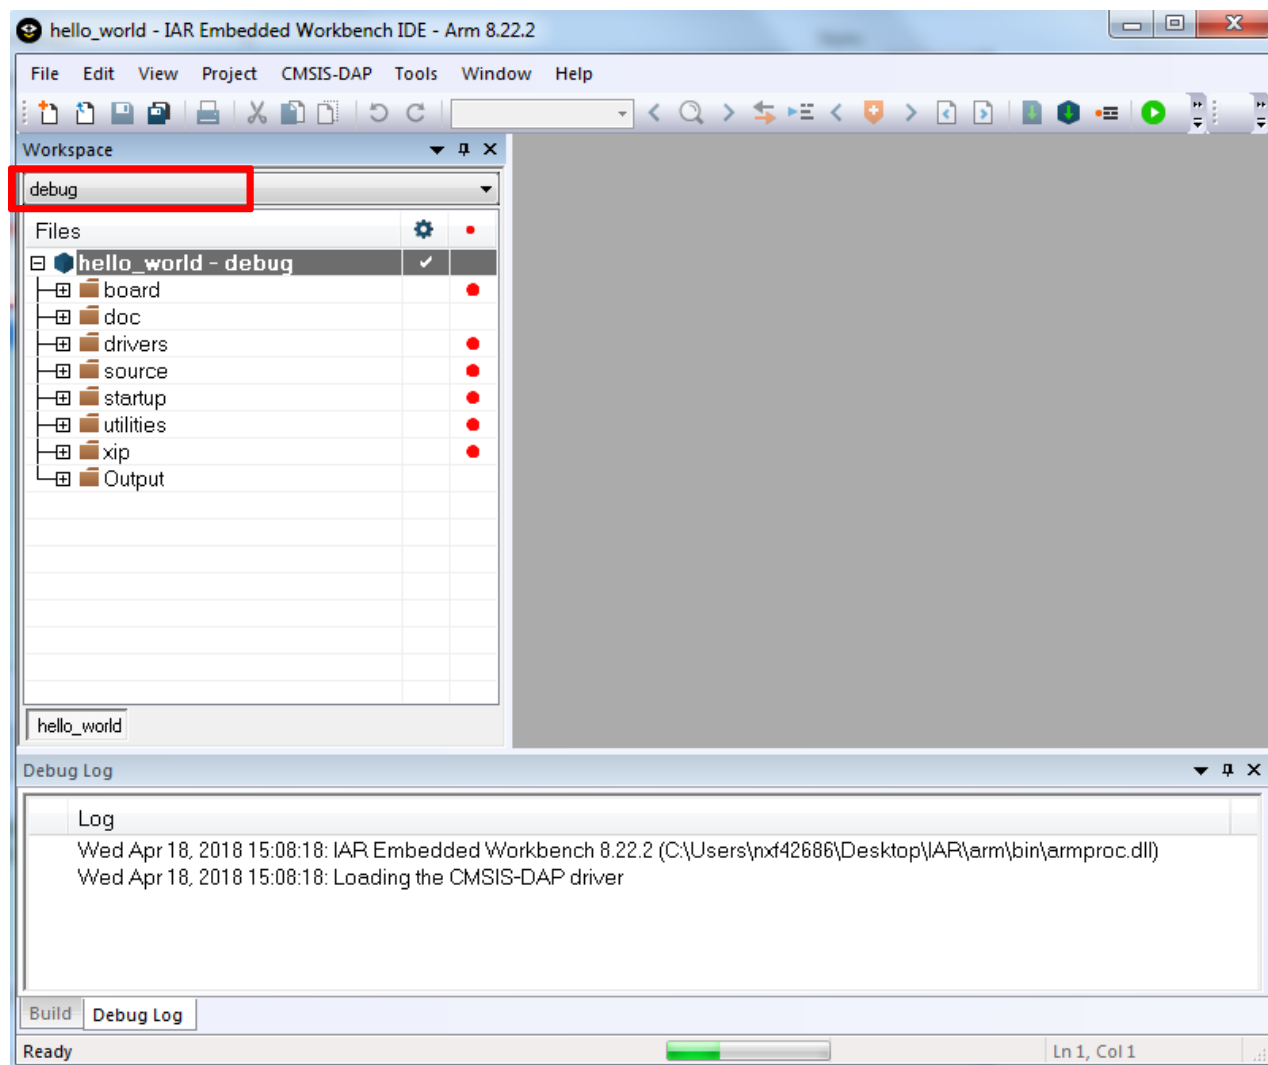 hello_world - IAR Embedded Workbench IDE - Arm 8.22.2
File Edit View Project CMSIS-DAP Tools Window Help
Workspace
debug
Files
hello_world - debug
board
doc
drivers
source
startup
utilities
xip
Output
hello_world
Debug Log
Log
Wed Apr 18, 2018 15:08:18: IAR Embedded Workbench 8.22.2 (C:\Users\nxf42686\Desktop\IAR\arm\bin\armproc.dll)
Wed Apr 18, 2018 15:08:18: Loading the CMSIS-DAP driver
Build Debug Log
Ready Ln 1, Col 1